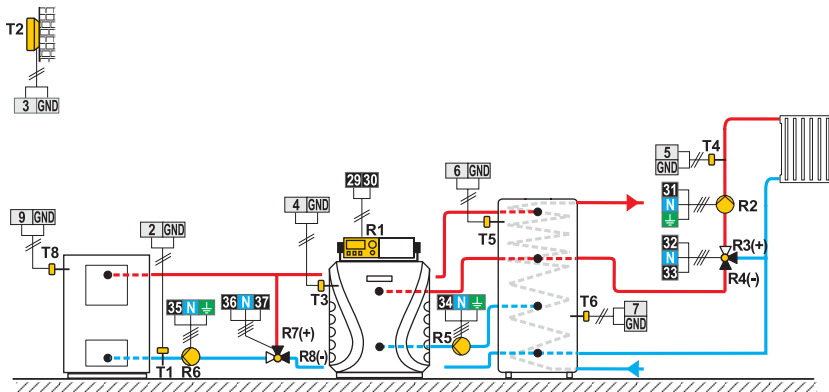 T2
3 GND
5
GND
T4
6 GND
29 30
31
N
R2
4 GND
R1
9 GND
2 GND
T5
32
N
33
R3(+)
R4(-)
T8
T3
T6
7
GND
35 N
36 N 37
34 N
R7(+)
R5
T1 R6
R8(-)